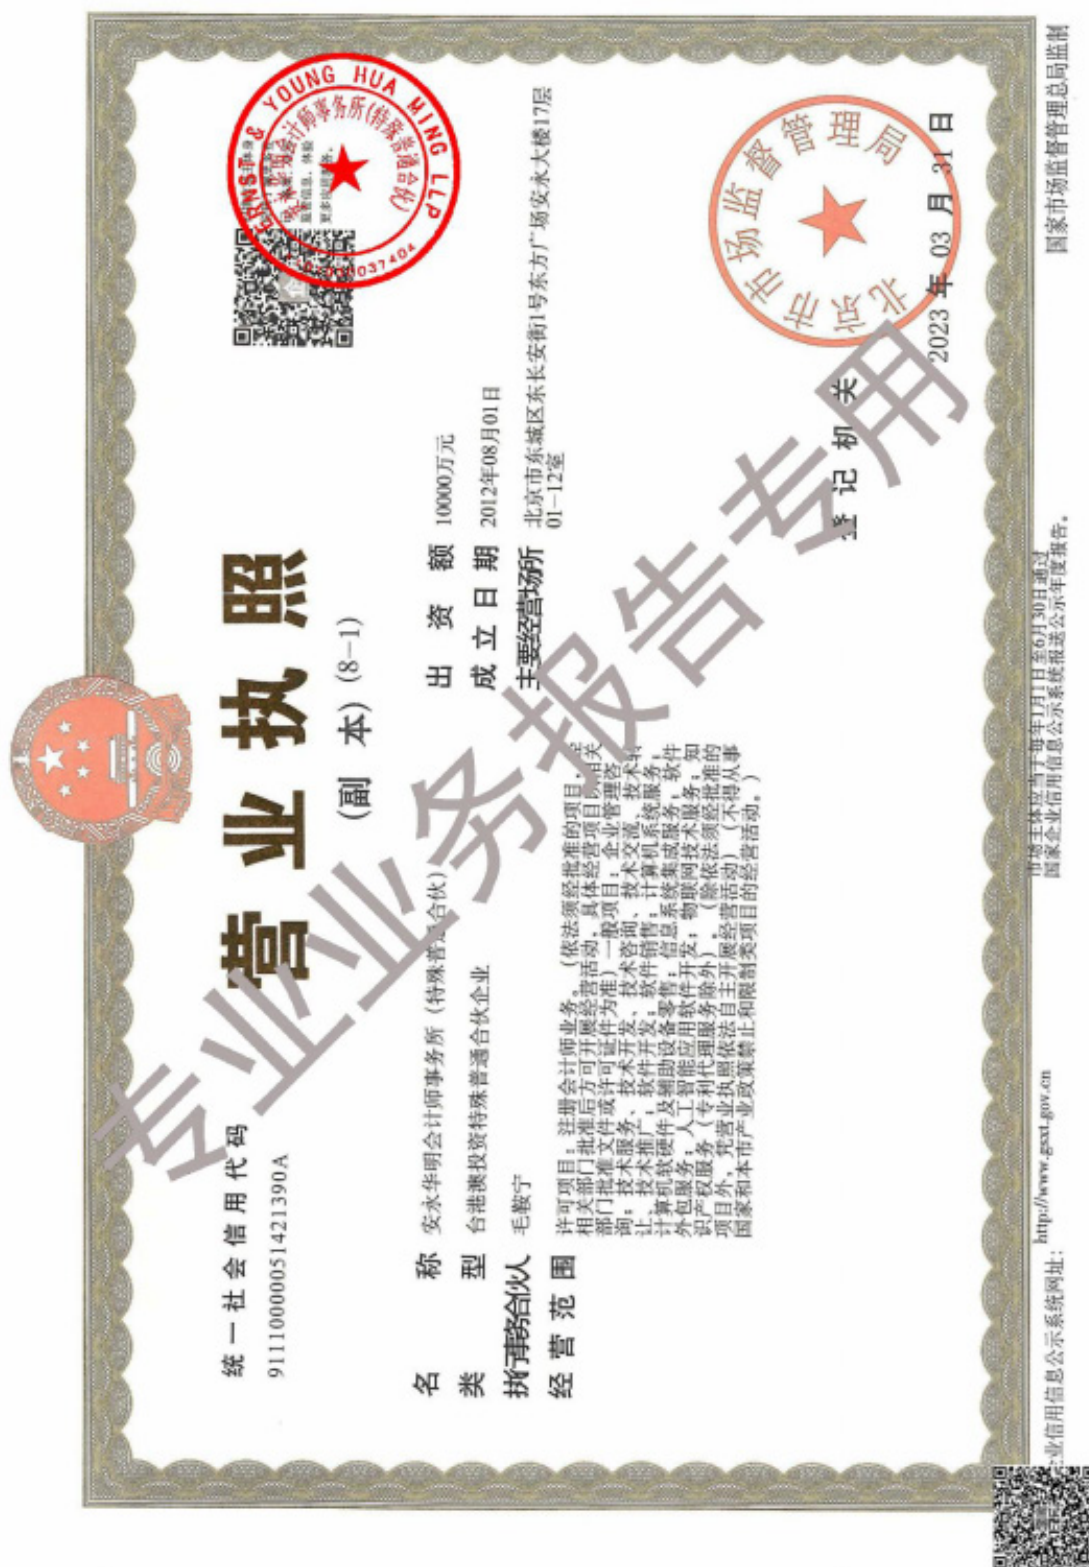 营业执照
(副 本) (8-1)
统一社会信用代码
91110000051421390A
名 称 安永华明会计师事务所（特殊普通合伙）
类 型 台港澳投资特殊普通合伙企业
执行事务合伙人 毛鞍宁
经营范围 许可项目：注册会计师业务。（依法须经批准的项目，经
相关部门批准后方可开展经营活动，具体经营项目以相关
部门批准文件或许可证件为准）一般项目：企业管理咨
询；技术服务、技术开发、技术咨询、技术交流、技术转
让、技术推广；软件开发；软件销售；计算机系统服务；
计算机软硬件及辅助设备零售；信息系统集成服务；软件
外包服务；人工智能应用软件开发；物联网技术服务；知
识产权服务（专利代理服务除外）。（除依法须经批准的
项目外，凭营业执照依法自主开展经营活动）（不得从事
国家和本市产业政策禁止和限制类项目的经营活动。）
出 资 额 10000万元
成立日期 2012年08月01日
主要经营场所 北京市东城区东长安街1号东方广场安永大楼17层
01-12室
监管信息，体验
更多应用服务。
ERNST & YOUNG HUA MING LLP
会计师事务所(特殊普通合伙)
登记机关
北京市市场监督管理局
2023 年 03 月 31 日
专业业务报告专用
企业信用信息公示系统网址：http://www.gsxt.gov.cn
市场主体应当于每年1月1日至6月30日通过
国家企业信用信息公示系统报送公示年度报告。
国家市场监督管理总局监制